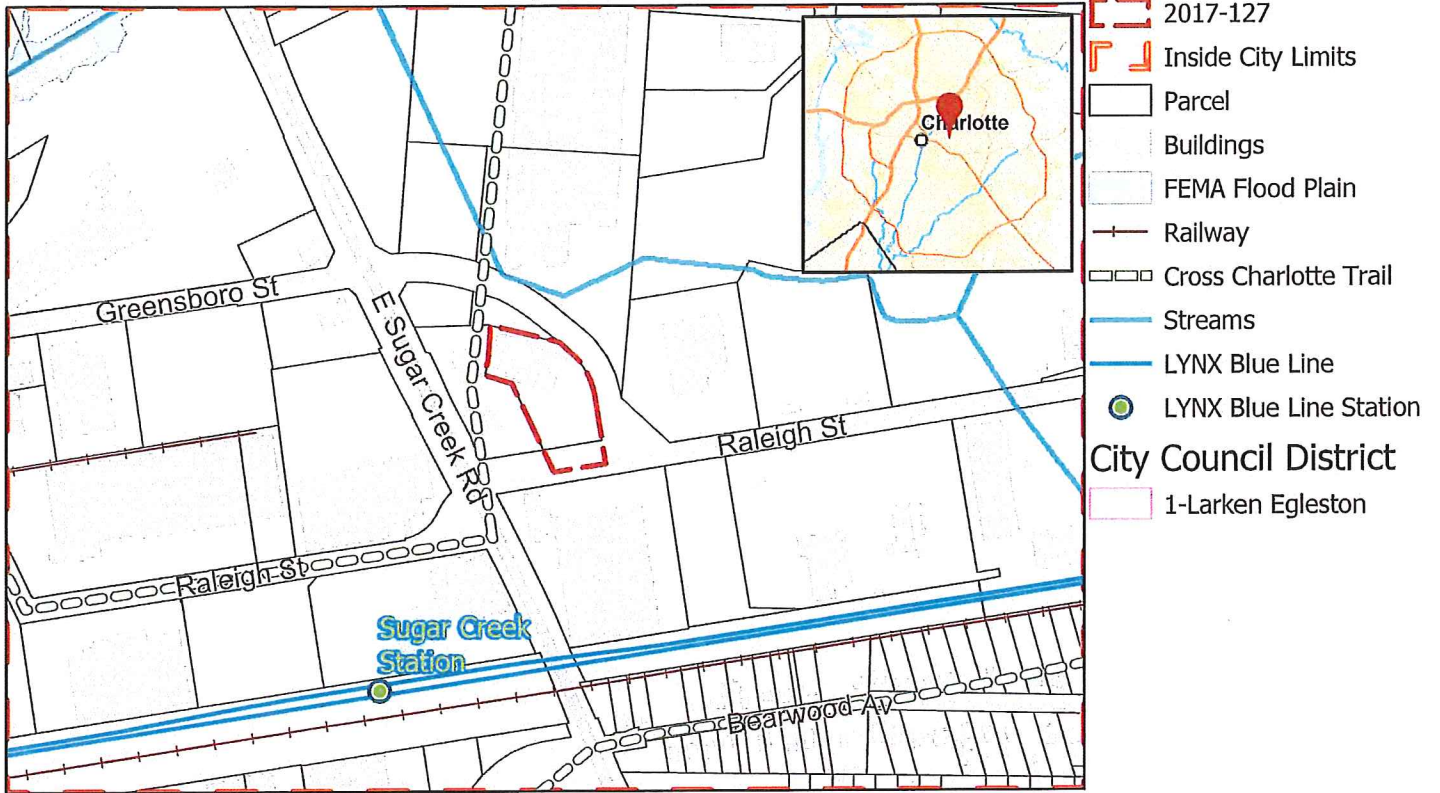 2017-127
Inside City Limits
Parcel
Buildings
FEMA Flood Plain
Railway
Cross Charlotte Trail
Streams
LYNX Blue Line
LYNX Blue Line Station
City Council District
1-Larken Egleston
Charlotte
Greensboro St
E Sugar Creek Rd
Raleigh St
Raleigh St
Sugar Creek
Station
Bearwood Av